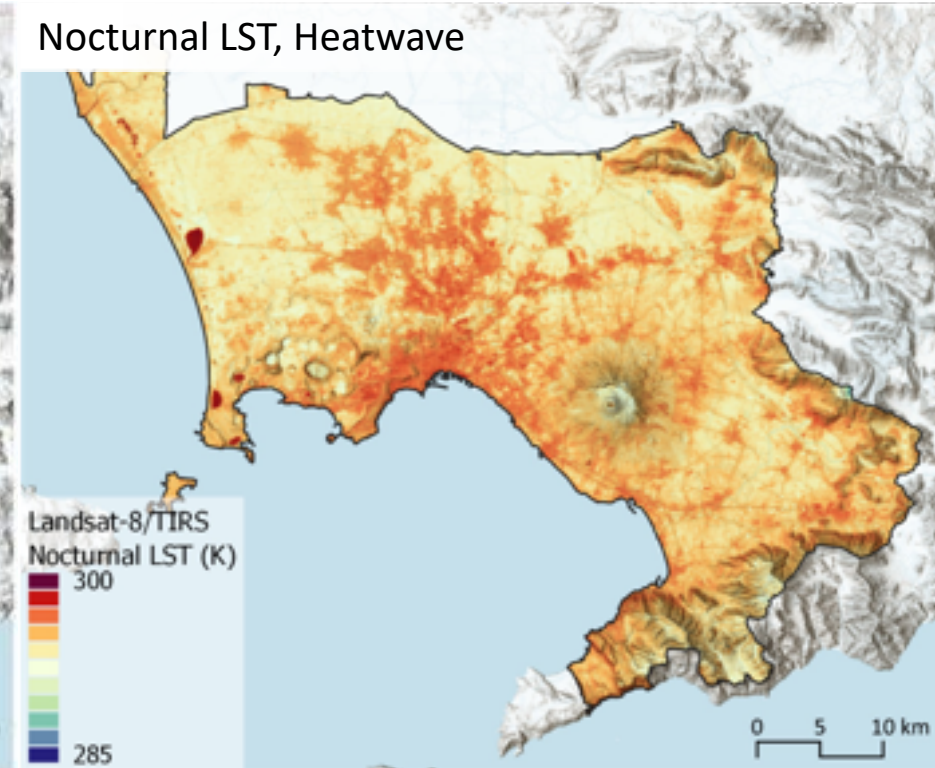 Nocturnal LST, Heatwave
Landsat-8/TIRS
Nocturnal LST (K)
300
285
0 5 10 km